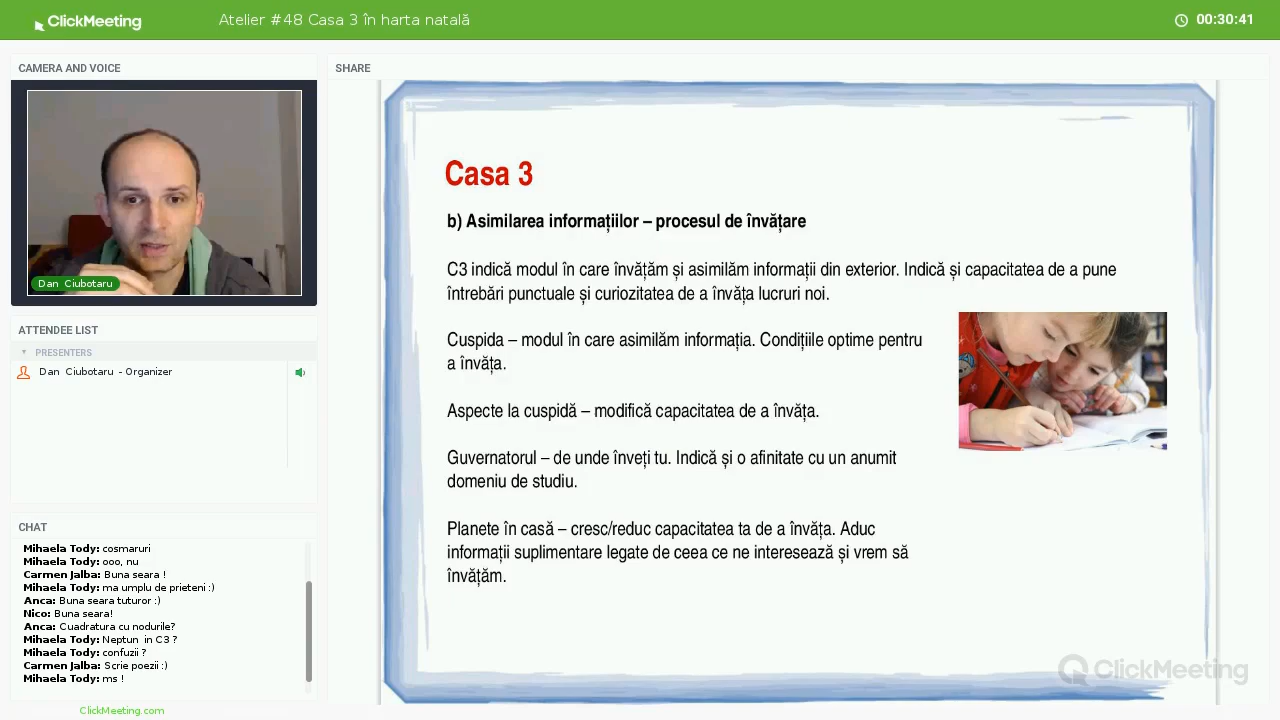 ClickMeeting
Atelier #48 Casa 3 în harta natală
00:30:41
CAMERA AND VOICE
Dan Ciubotaru
ATTENDEE LIST
PRESENTERS
Dan Ciubotaru - Organizer
CHAT
Mihaela Tody: cosmaruri
Mihaela Tody: ooo, nu
Carmen Jalba: Buna seara !
Mihaela Tody: ma umplu de prieteni :)
Anca: Buna seara tuturor :)
Nico: Buna seara!
Anca: Cuadratura cu nodurile?
Mihaela Tody: Neptun in C3 ?
Mihaela Tody: confuzii ?
Carmen Jalba: Scrie poezii :)
Mihaela Tody: ms !
ClickMeeting.com
SHARE
Casa 3
b) Asimilarea informațiilor – procesul de învățare
C3 indică modul în care învățăm și asimilăm informații din exterior. Indică și capacitatea de a pune
întrebări punctuale și curiozitatea de a învăța lucruri noi.
Cuspida – modul în care asimilăm informația. Condițiile optime pentru
a învăța.
Aspecte la cuspidă – modifică capacitatea de a învăța.
Guvernatorul – de unde înveți tu. Indică și o afinitate cu un anumit
domeniu de studiu.
Planete în casă – cresc/reduc capacitatea ta de a învăța. Aduc
informații suplimentare legate de ceea ce ne interesează și vrem să
învățăm.
ClickMeeting